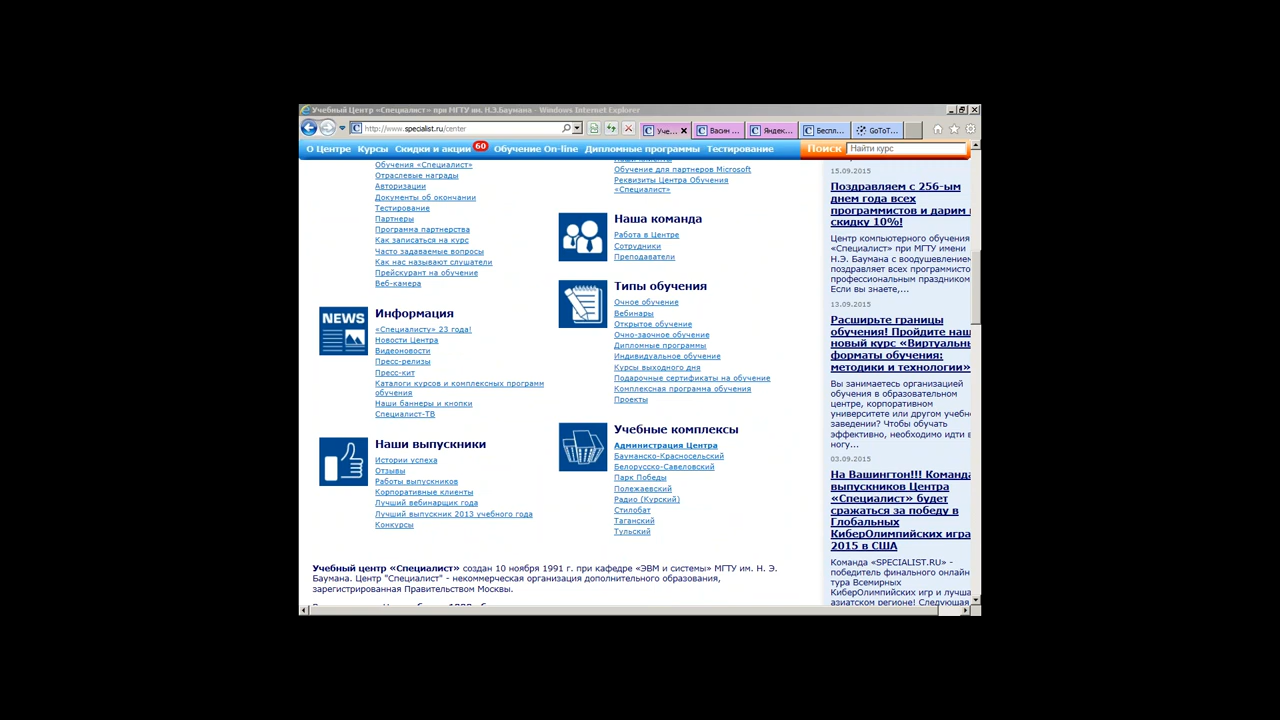 Учебный Центр «Специалист» при МГТУ им. Н.Э.Баумана - Windows Internet Explorer
http://www.specialist.ru/center
Уче...
Васин ...
Яндек...
Беспл...
GoToT...
О Центре Курсы Скидки и акции 60 Обучение On-line Дипломные программы Тестирование Поиск Найти курс
Обучения «Специалист»
Отраслевые награды
Авторизации
Документы об окончании
Тестирование
Партнеры
Программа партнерства
Как записаться на курс
Часто задаваемые вопросы
Как нас называют слушатели
Прейскурант на обучение
Веб-камера
NEWS
Информация
«Специалисту» 23 года!
Новости Центра
Видеоновости
Пресс-релизы
Пресс-кит
Каталоги курсов и комплексных программ
обучения
Наши баннеры и кнопки
Специалист-ТВ
Наши выпускники
Истории успеха
Отзывы
Работы выпускников
Корпоративные клиенты
Лучший вебинарщик года
Лучший выпускник 2013 учебного года
Конкурсы
Обучение для партнеров Microsoft
Реквизиты Центра Обучения
«Специалист»
Наша команда
Работа в Центре
Сотрудники
Преподаватели
Типы обучения
Очное обучение
Вебинары
Открытое обучение
Очно-заочное обучение
Дипломные программы
Индивидуальное обучение
Курсы выходного дня
Подарочные сертификаты на обучение
Комплексная программа обучения
Проекты
Учебные комплексы
Администрация Центра
Бауманско-Красносельский
Белорусско-Савеловский
Парк Победы
Полежаевский
Радио (Курский)
Стилобат
Таганский
Тульский
Учебный центр «Специалист» создан 10 ноября 1991 г. при кафедре «ЭВМ и системы» МГТУ им. Н. Э.
Баумана. Центр "Специалист" - некоммерческая организация дополнительного образования,
зарегистрированная Правительством Москвы.
15.09.2015
Поздравляем с 256-ым
днем года всех
программистов и дарим
скидку 10%!
Центр компьютерного обучения
«Специалист» при МГТУ имени
Н.Э. Баумана с воодушевлением
поздравляет всех программисто
профессиональным праздником
Если вы знаете,...
13.09.2015
Расширьте границы
обучения! Пройдите наш
новый курс «Виртуальн
форматы обучения:
методики и технологии»
Вы занимаетесь организацией
обучения в образовательном
центре, корпоративном
университете или другом учебно
заведении? Чтобы обучать
эффективно, необходимо идти в
ногу...
03.09.2015
На Вашингтон!!! Команда
выпускников Центра
«Специалист» будет
сражаться за победу в
Глобальных
КиберОлимпийских игра
2015 в США
Команда «SPECIALIST.RU» -
победитель финального онлайн
тура Всемирных
КиберОлимпийских игр и лучша
азиатском регионе! Следующая